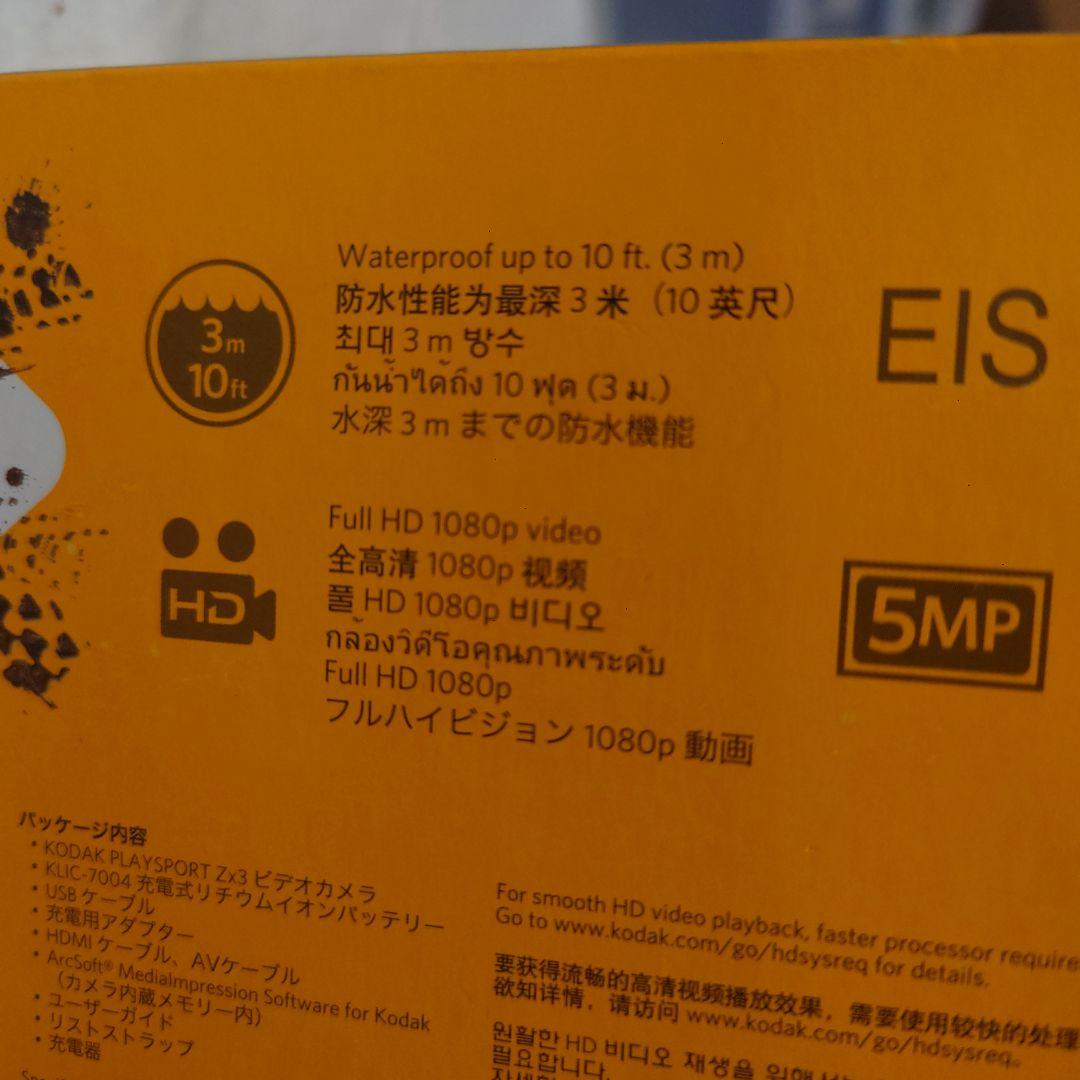 Waterproof up to 10 ft. (3 m)
防水性能为最深 3 米 (10 英尺)
최대 3 m 방수
กันน้ำได้ถึง 10 ฟุต (3 ม.)
水深 3 m までの防水機能
3 m
10 ft
EIS
Full HD 1080p video
全高清 1080p 视频
풀 HD 1080p 비디오
กล้องวิดีโอคุณภาพระดับ
Full HD 1080p
フルハイビジョン 1080p 動画
HD
5MP
パッケージ内容
• KODAK PLAYSPORT Zx3 ビデオカメラ
• KLIC-7004 充電式リチウムイオンバッテリー
• USB ケーブル
• 充電用アダプター
• HDMI ケーブル、AVケーブル
• ArcSoft® MediaImpression Software for Kodak
(カメラ内蔵メモリー内)
• ユーザーガイド
• リストストラップ
• 充電器
For smooth HD video playback, faster processor require
Go to www.kodak.com/go/hdsysreq for details.
要获得流畅的高清视频播放效果，需要使用较快的处理
欲知详情，请访问 www.kodak.com/go/hdsysreq。
원활한 HD 비디오 재생을 위해서는
필요합니다.